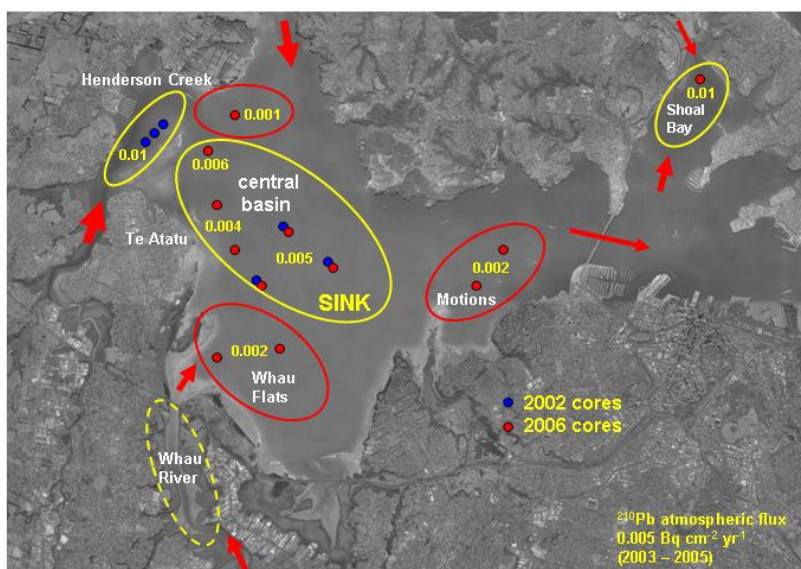 Henderson Creek
0.001
0.01
Shoal
Bay
0.01
0.006
central
basin
0.004
Te Atatu
0.005
SINK
0.002
Motions
0.002
Whau
Flats
2002 cores
2006 cores
Whau
River
²¹⁰Pb atmospheric flux
0.005 Bq cm⁻² yr⁻¹
(2003 – 2005)